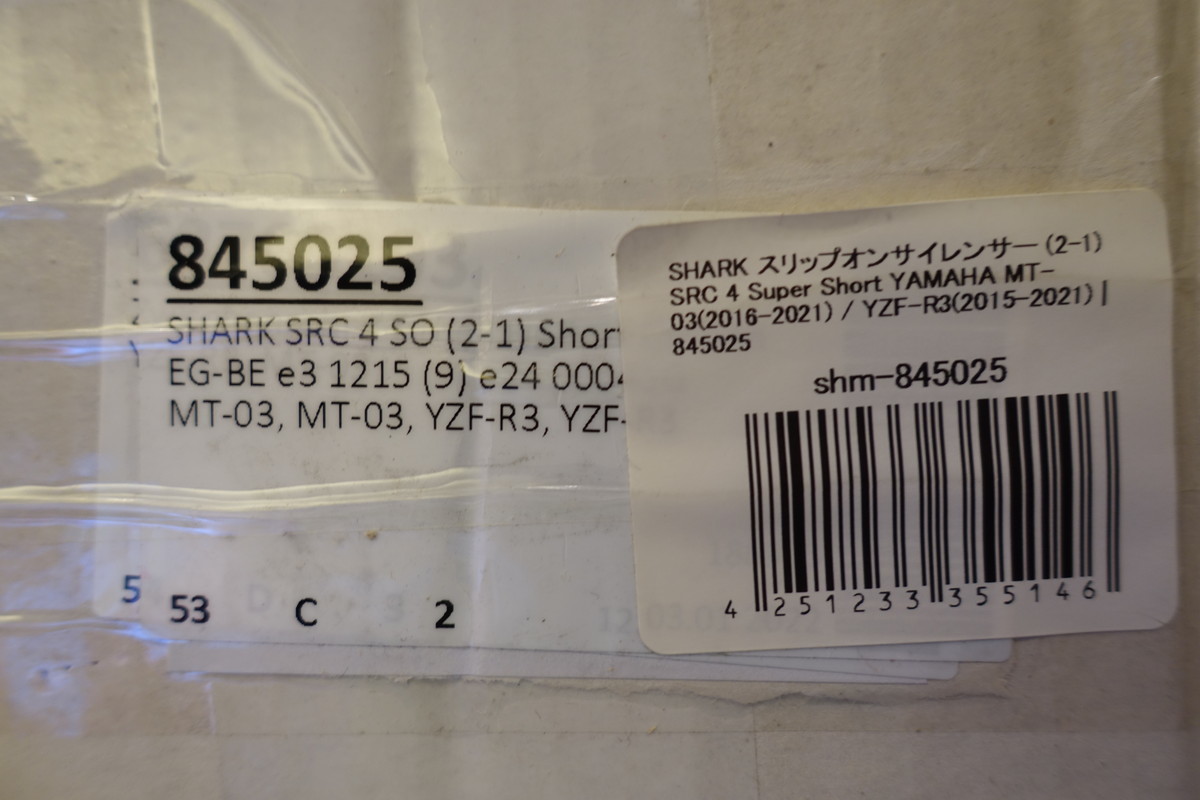 845025
SHARK SRC 4 SO (2-1) Shor
EG-BE e3 1215 (9) e24 000
MT-03, MT-03, YZF-R3, YZF-
5 53 C 2
SHARK スリップオンサイレンサー (2-1)
SRC 4 Super Short YAMAHA MT-
03(2016-2021) / YZF-R3(2015-2021) |
845025
shm-845025
4 251233 355146